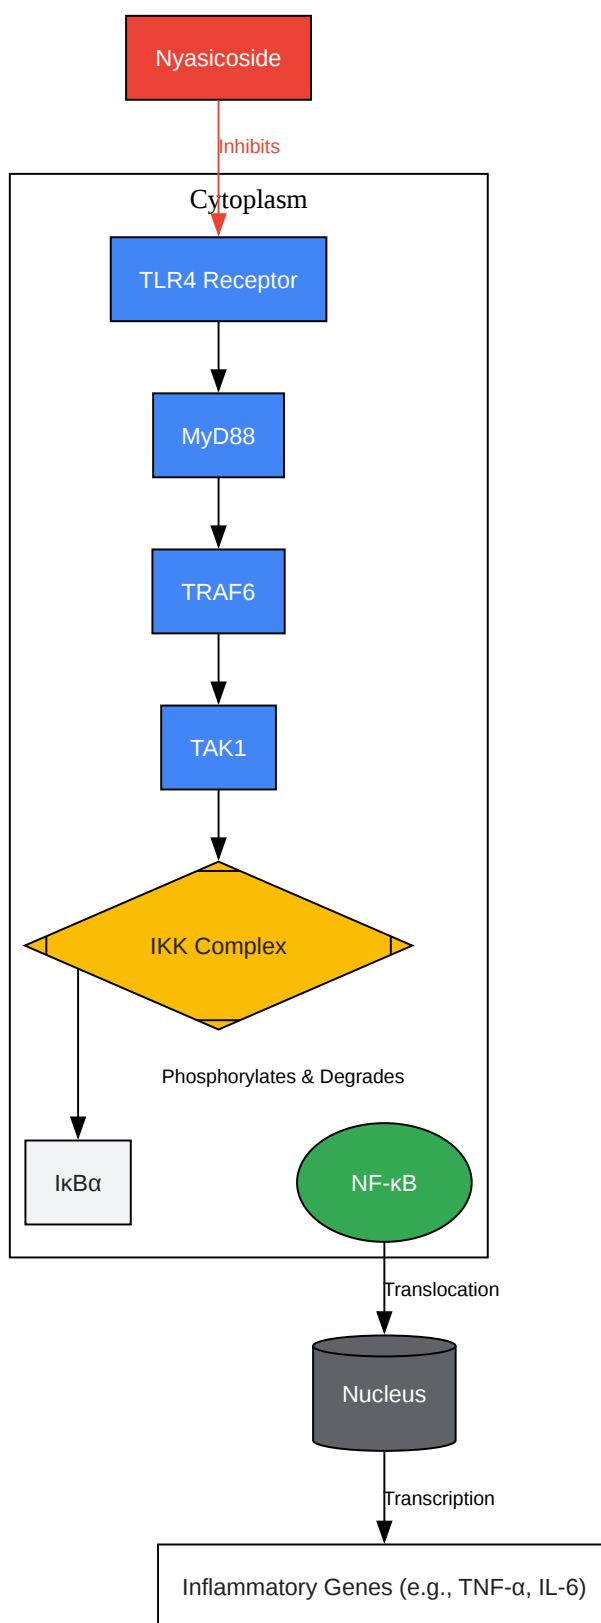 Nyasicoside
Inhibits
Cytoplasm
TLR4 Receptor
MyD88
TRAF6
TAK1
IKK Complex
Phosphorylates & Degrades
IκBα
NF-κB
Translocation
Nucleus
Transcription
Inflammatory Genes (e.g., TNF-α, IL-6)